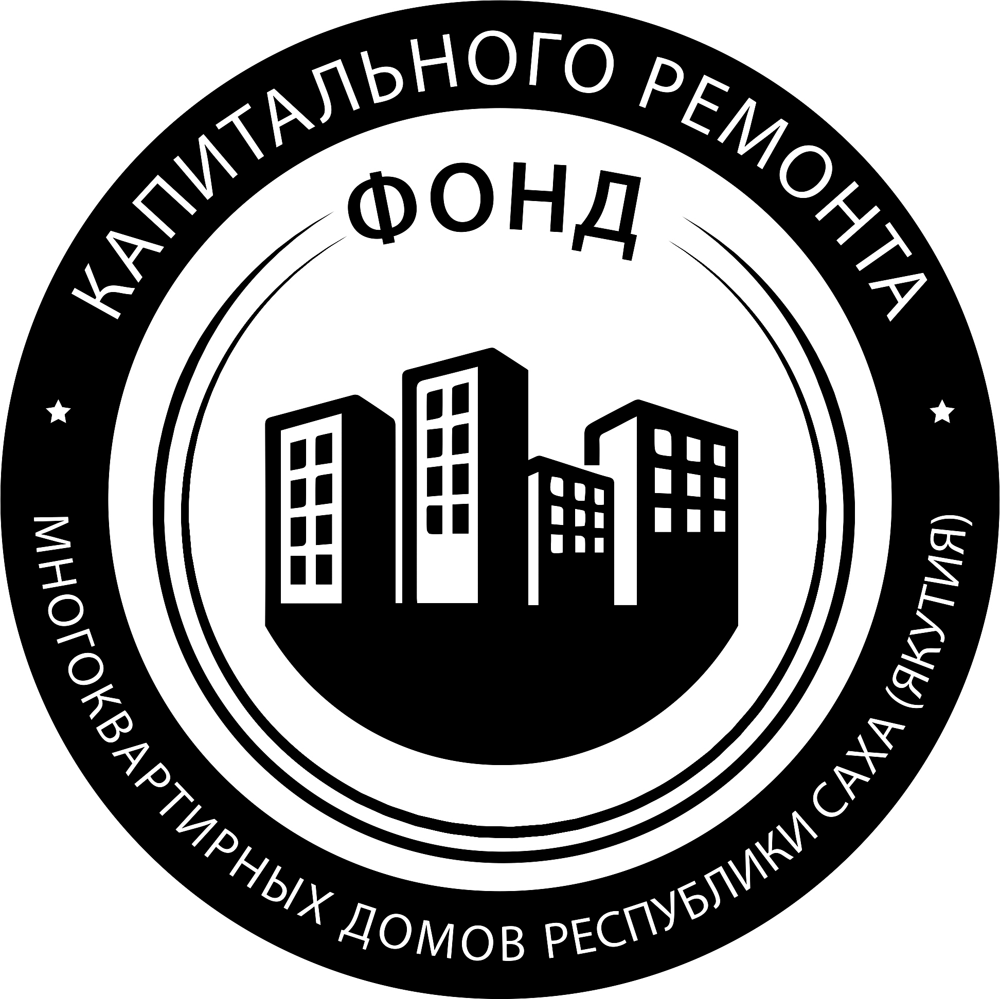 ФОНД
КАПИТАЛЬНОГО РЕМОНТА
МНОГОКВАРТИРНЫХ ДОМОВ РЕСПУБЛИКИ САХА (ЯКУТИЯ)